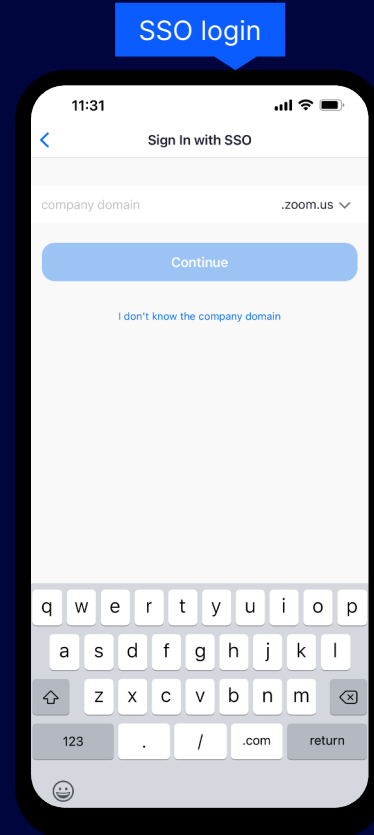 SSO login
11:31
Sign In with SSO
company domain .zoom.us
Continue
I don't know the company domain
q w e r t y u i o p
a s d f g h j k l
z x c v b n m
123 . / .com return